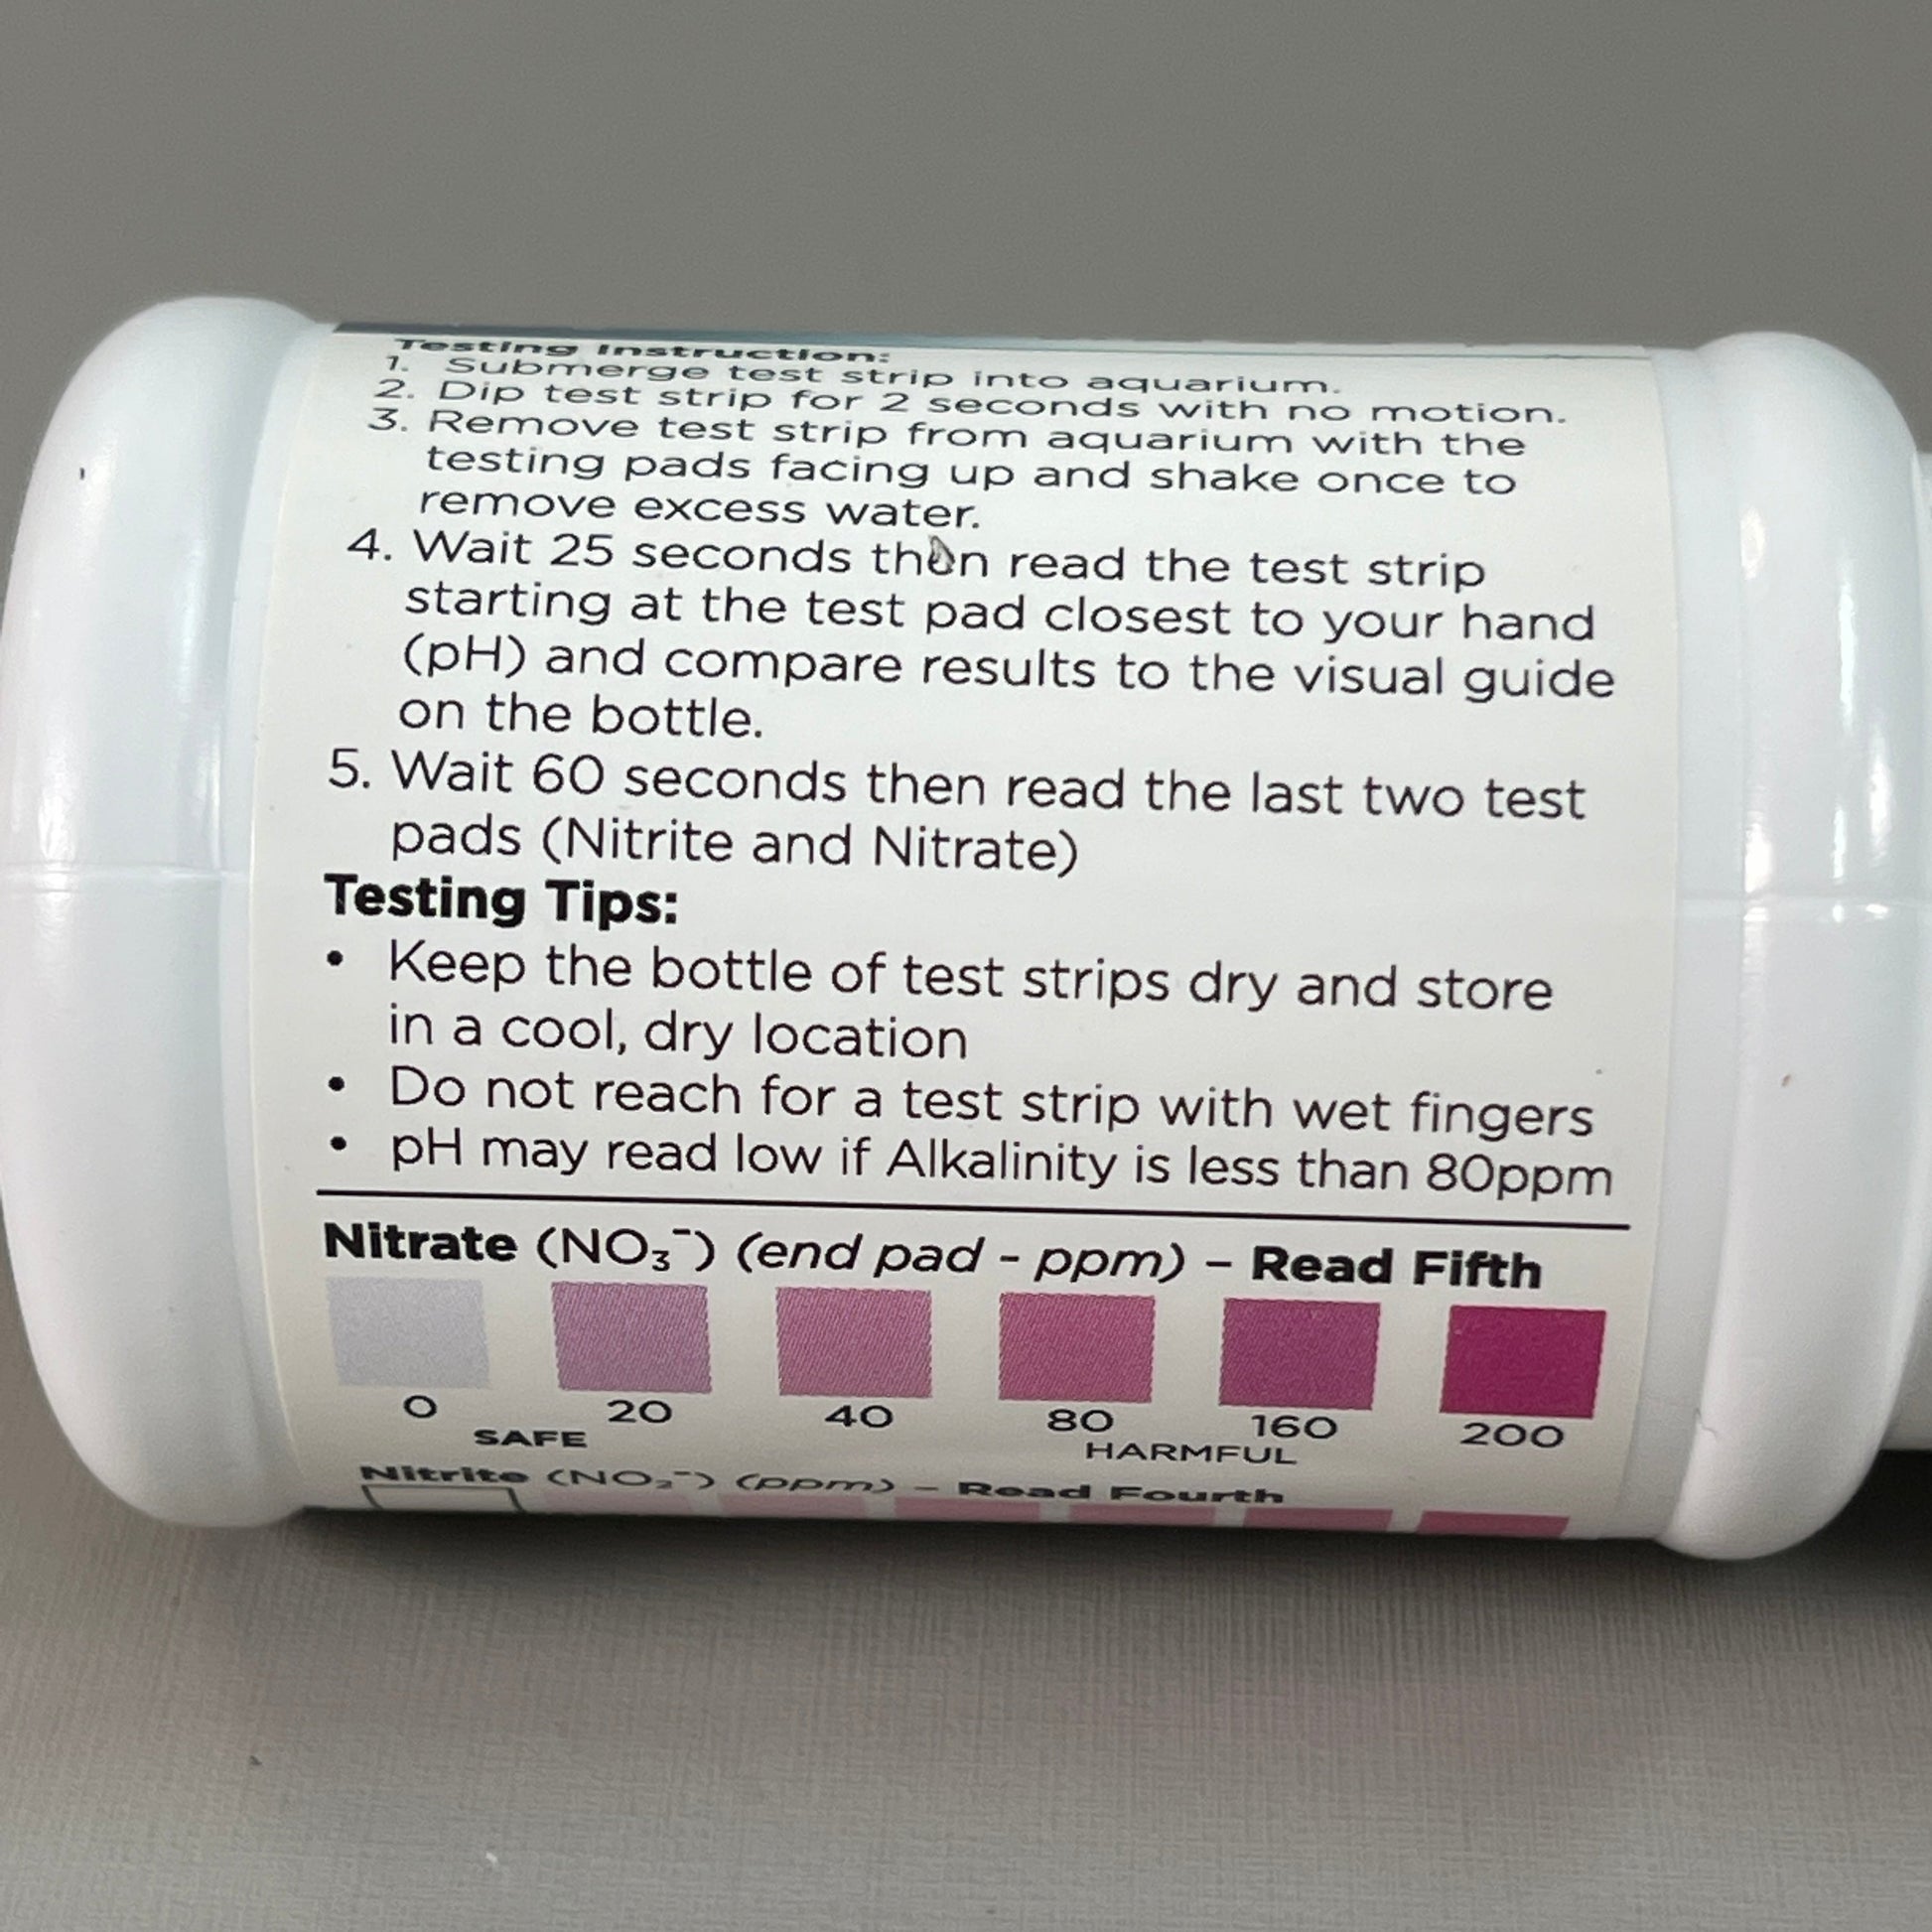 Testing Instruction:
1. Submerge test strip into aquarium.
2. Dip test strip for 2 seconds with no motion.
3. Remove test strip from aquarium with the
testing pads facing up and shake once to
remove excess water.
4. Wait 25 seconds then read the test strip
starting at the test pad closest to your hand
(pH) and compare results to the visual guide
on the bottle.
5. Wait 60 seconds then read the last two test
pads (Nitrite and Nitrate)
Testing Tips:
• Keep the bottle of test strips dry and store
in a cool, dry location
• Do not reach for a test strip with wet fingers
• pH may read low if Alkalinity is less than 80ppm
Nitrate (NO₃⁻) (end pad - ppm) – Read Fifth
0 20 40 80 160 200
SAFE HARMFUL
Nitrite (NO₂⁻) (ppm) – Read Fourth